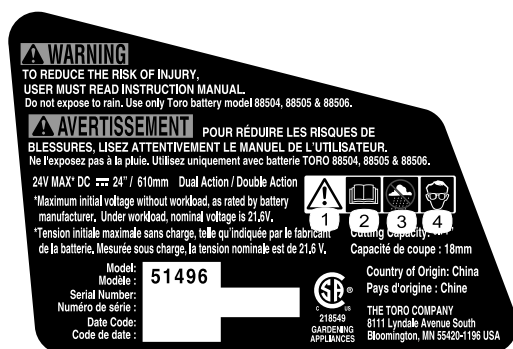 WARNING
TO REDUCE THE RISK OF INJURY,
USER MUST READ INSTRUCTION MANUAL.
Do not expose to rain. Use only Toro battery model 88504, 88505 & 88506.
AVERTISSEMENT POUR RÉDUIRE LES RISQUES DE
BLESSURES, LISEZ ATTENTIVEMENT LE MANUEL DE L'UTILISATEUR.
Ne l'exposez pas à la pluie. Utilisez uniquement avec batterie TORO 88504, 88505 & 88506.
24V MAX* DC 24" / 610mm Dual Action / Double Action
*Maximum initial voltage without workload, as rated by battery
manufacturer. Under workload, nominal voltage is 21,6V.
*Tension initiale maximale sans charge, telle qu'indiquée par le fabricant
de la batterie. Mesurée sous charge, la tension nominale est de 21,6 V.
1 2 3 4
Cutting Capacity:
Capacité de coupe : 18mm
Model:
Modèle :
51496
Serial Number:
Numéro de série :
Date Code:
Code de date :
C US
218549
GARDENING
APPLIANCES
Country of Origin: China
Pays d'origine : Chine
THE TORO COMPANY
8111 Lyndale Avenue South
Bloomington, MN 55420-1196 USA